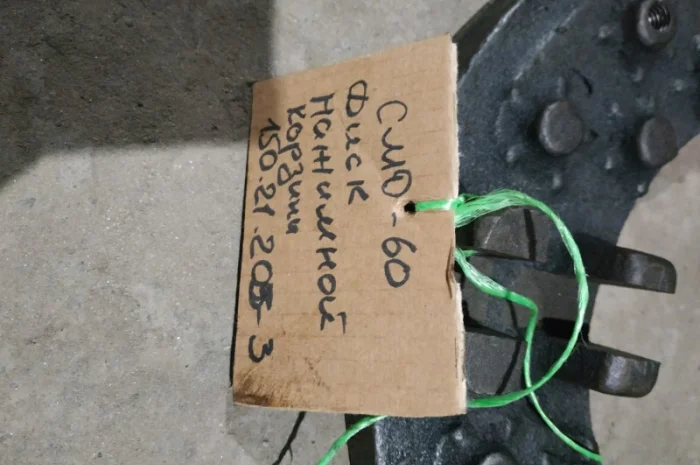 СМД-60
Диск
Нажимной
корзины
150.21.205-3